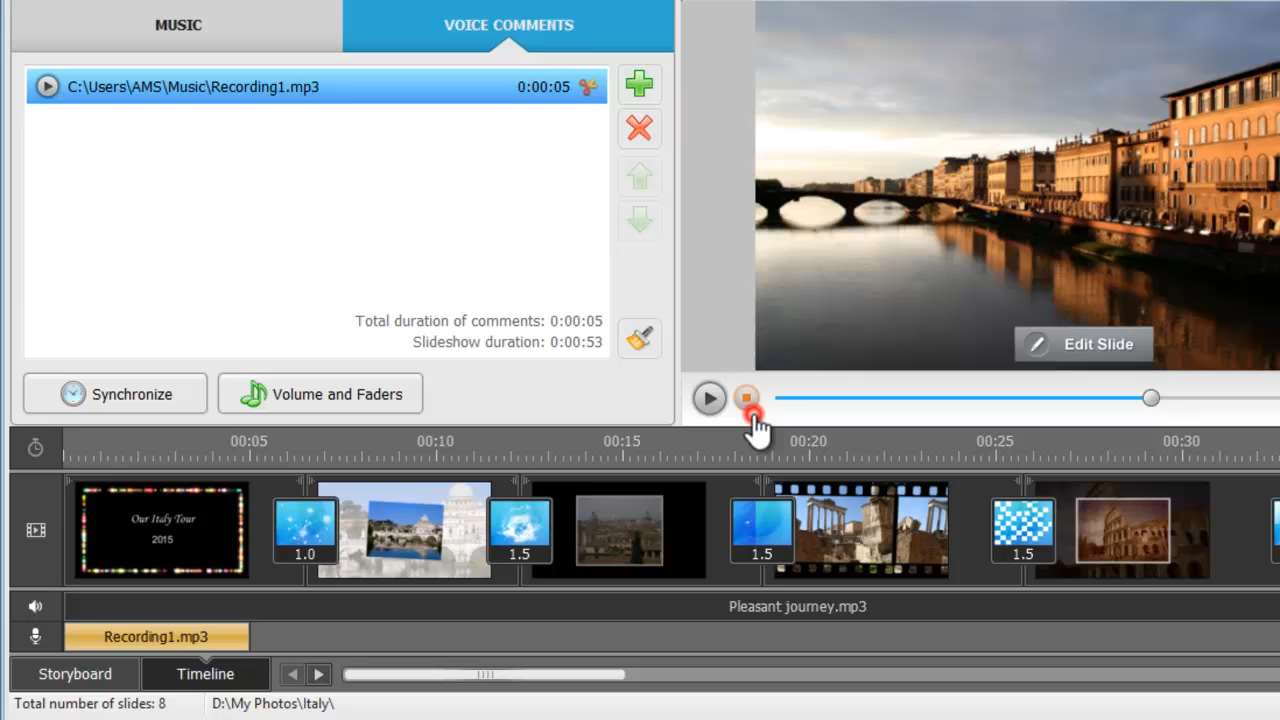 MUSIC
VOICE COMMENTS
C:\Users\AMS\Music\Recording1.mp3 0:00:05
Total duration of comments: 0:00:05
Slideshow duration: 0:00:53
Synchronize
Volume and Faders
Edit Slide
00:05 00:10 00:15 00:20 00:25 00:30
Our Italy Tour
2015
1.0
1.5
1.5
1.5
Pleasant journey.mp3
Recording1.mp3
Storyboard
Timeline
Total number of slides: 8
D:\My Photos\Italy\